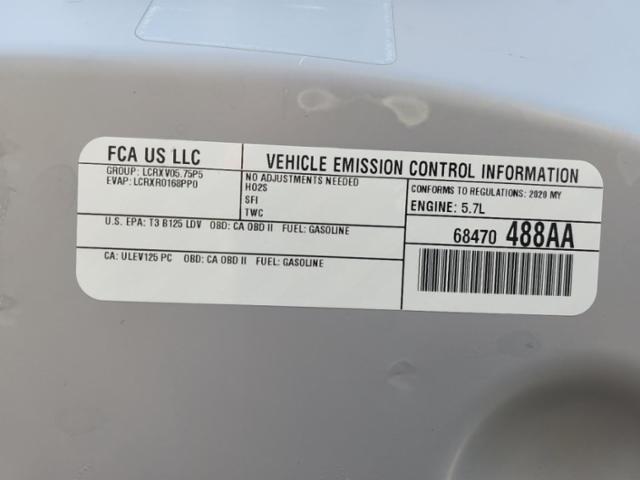 FCA US LLC
GROUP: LCRXV05.75P5
EVAP: LCRXR0168PP0
VEHICLE EMISSION CONTROL INFORMATION
NO ADJUSTMENTS NEEDED
HO2S
SFI
TWC
CONFORMS TO REGULATIONS: 2020 MY
ENGINE: 5.7L
U.S. EPA: T3 B125 LDV OBD: CA OBD II FUEL: GASOLINE
CA: ULEV125 PC OBD: CA OBD II FUEL: GASOLINE
68470 488AA